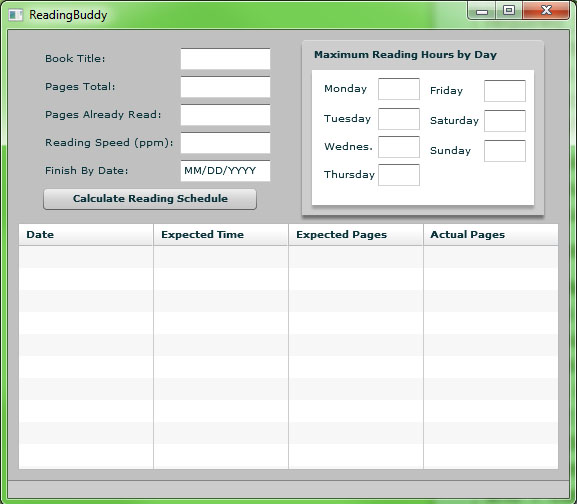 ReadingBuddy
Book Title:
Pages Total:
Pages Already Read:
Reading Speed (ppm):
Finish By Date: MM/DD/YYYY
Calculate Reading Schedule
Maximum Reading Hours by Day
Monday
Tuesday
Wednes.
Thursday
Friday
Saturday
Sunday
Date Expected Time Expected Pages Actual Pages